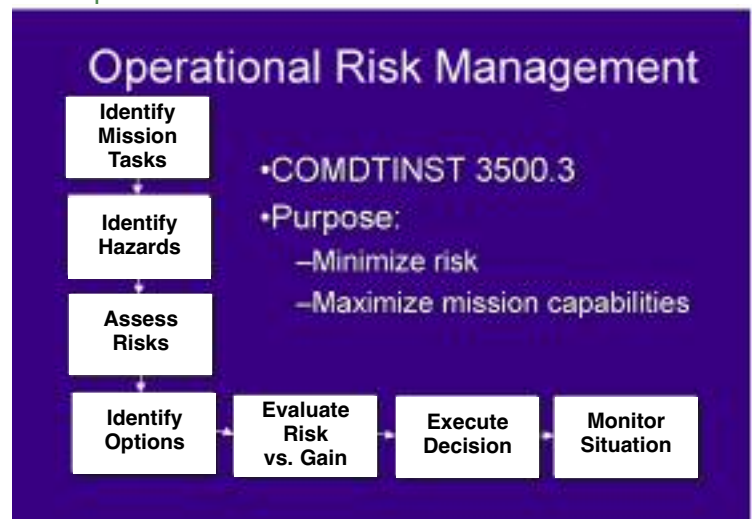 Operational Risk Management
Identify
Mission
Tasks
Identify
Hazards
Assess
Risks
Identify
Options
Evaluate
Risk
vs. Gain
Execute
Decision
Monitor
Situation
•COMDTINST 3500.3
•Purpose:
–Minimize risk
–Maximize mission capabilities